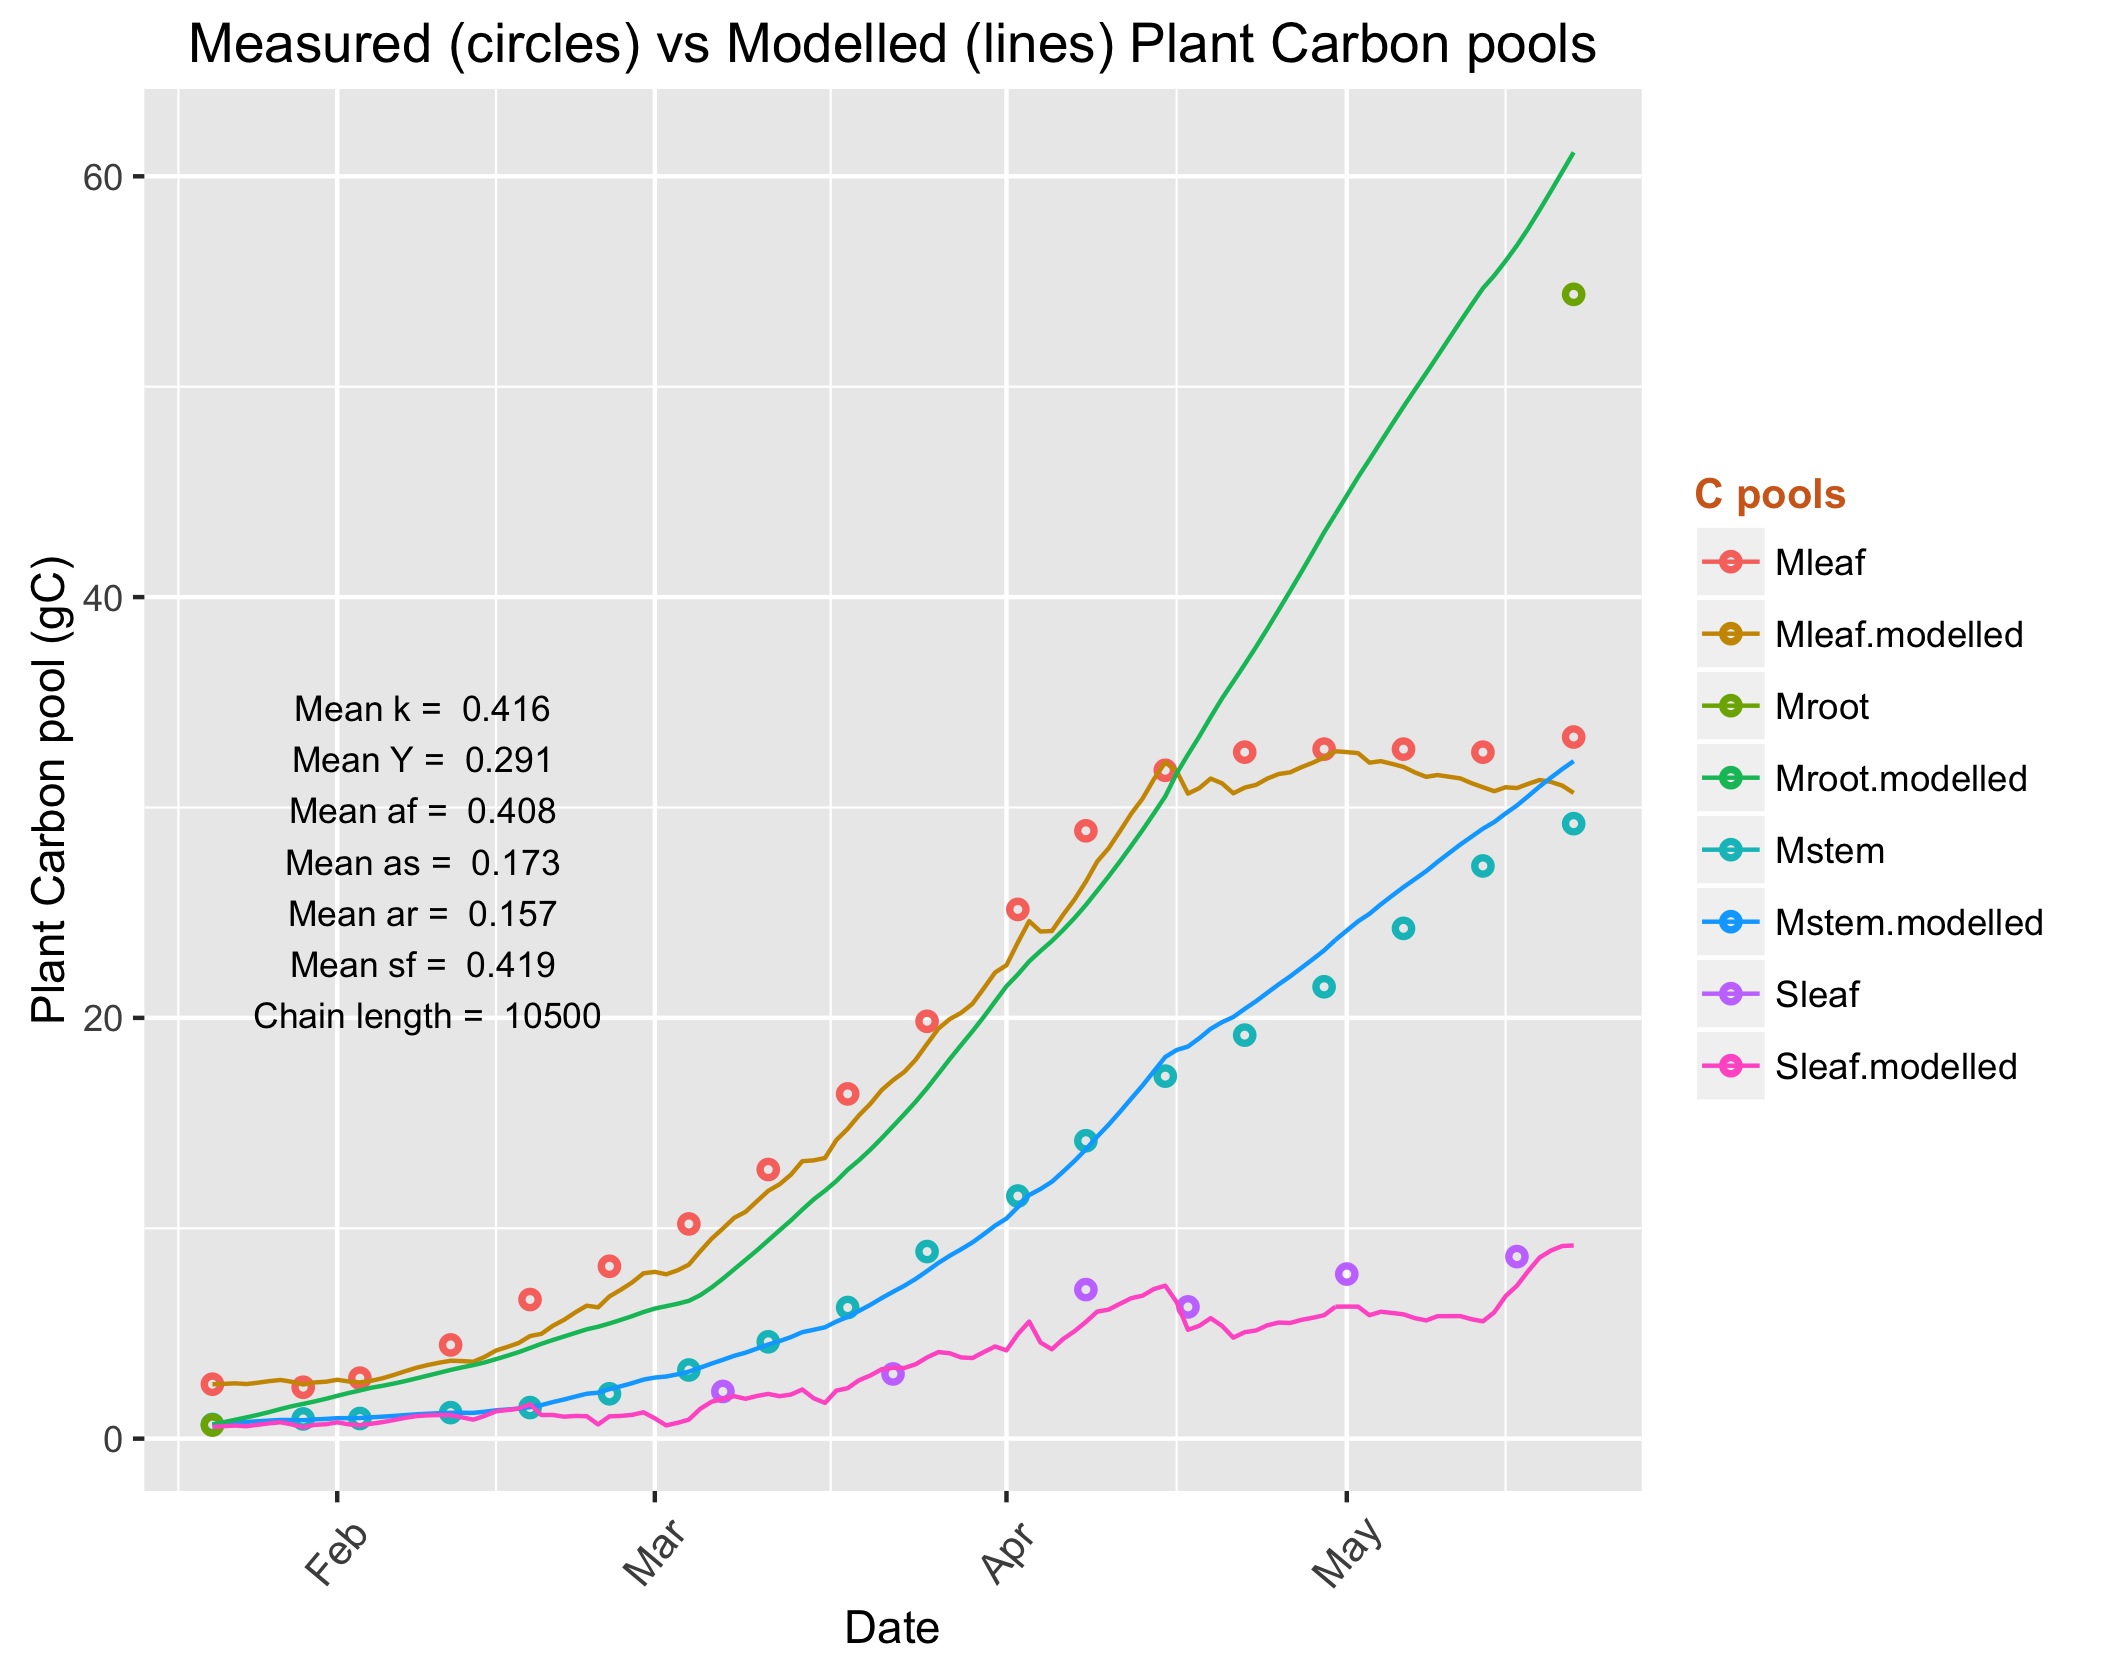 Measured (circles) vs Modelled (lines) Plant Carbon pools
Plant Carbon pool (gC)
60
40
20
0
Mean k = 0.416
Mean Y = 0.291
Mean af = 0.408
Mean as = 0.173
Mean ar = 0.157
Mean sf = 0.419
Chain length = 10500
Feb
Mar
Apr
May
Date
C pools
Mleaf
Mleaf.modelled
Mroot
Mroot.modelled
Mstem
Mstem.modelled
Sleaf
Sleaf.modelled